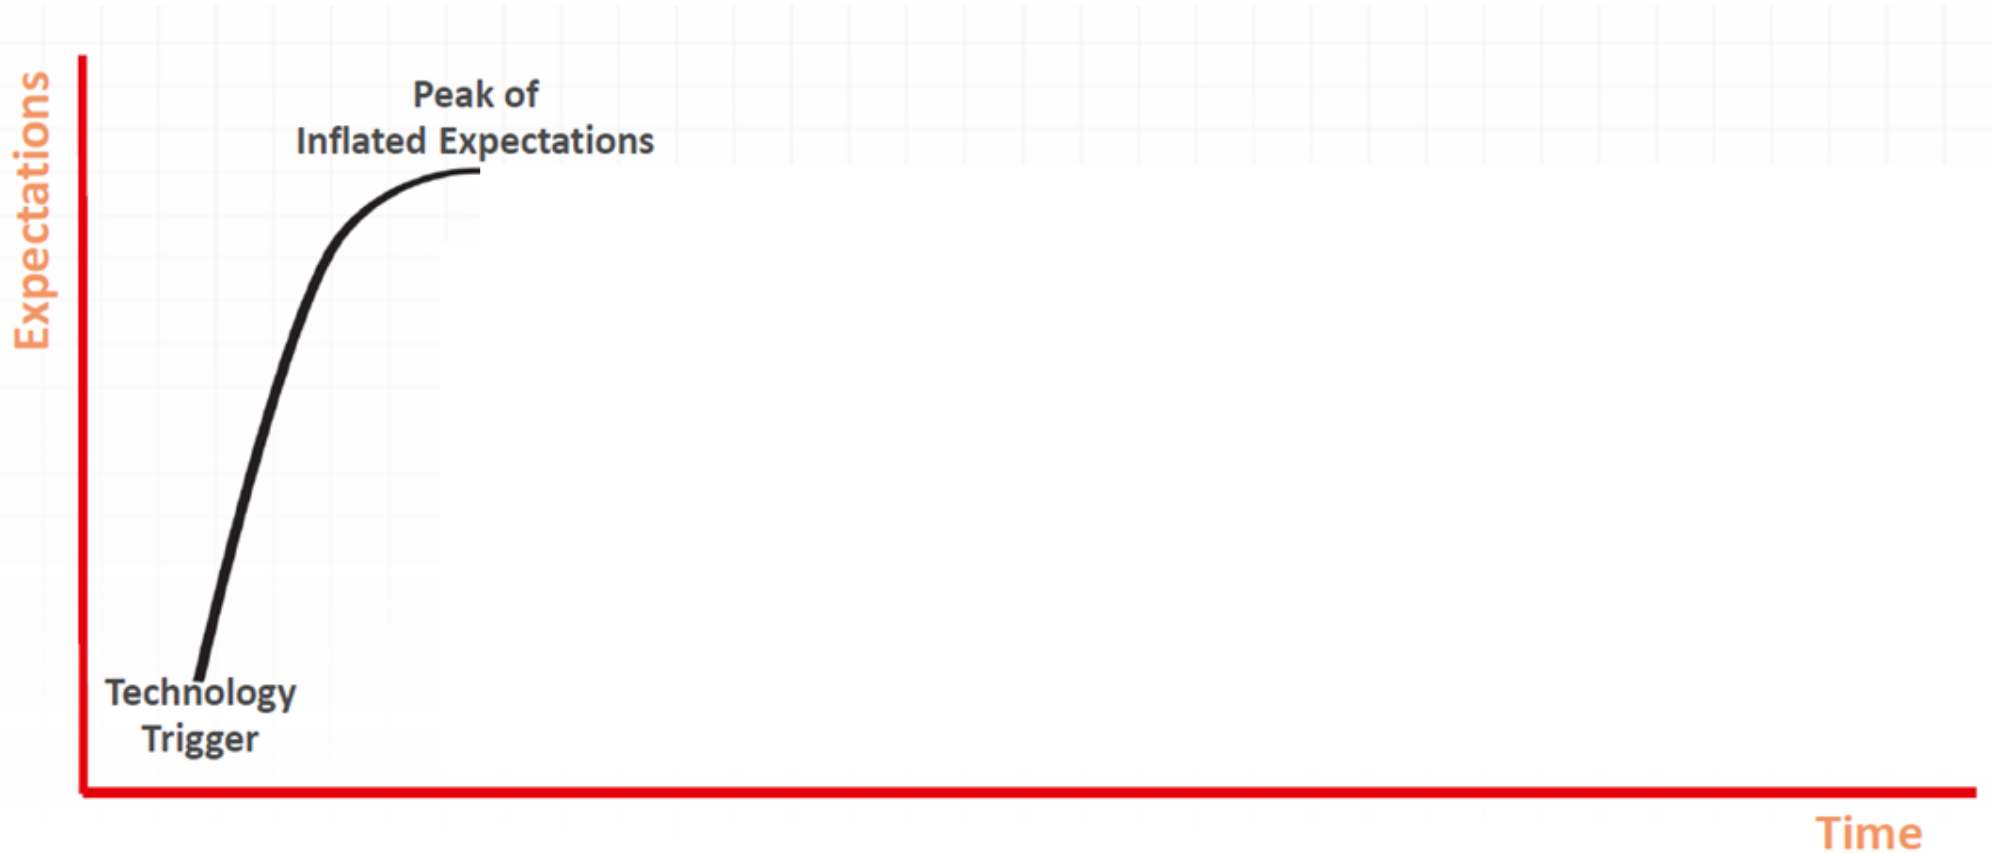 Expectations
Peak of
Inflated Expectations
Technology
Trigger
Time